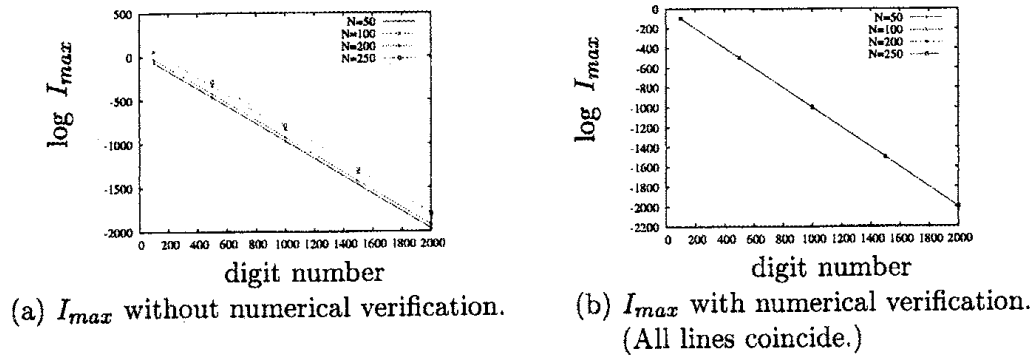 500
0
-500
-1000
-1500
-2000
0 200 400 600 800 1000 1200 1400 1600 1800 2000
log I_max
digit number
N=50
N=100
N=200
N=250
(a) I_max without numerical verification.
0
-200
-400
-600
-800
-1000
-1200
-1400
-1600
-1800
-2000
-2200
0 200 400 600 800 1000 1200 1400 1600 1800 2000
log I_max
digit number
N=50
N=100
N=200
N=250
(b) I_max with numerical verification.
(All lines coincide.)